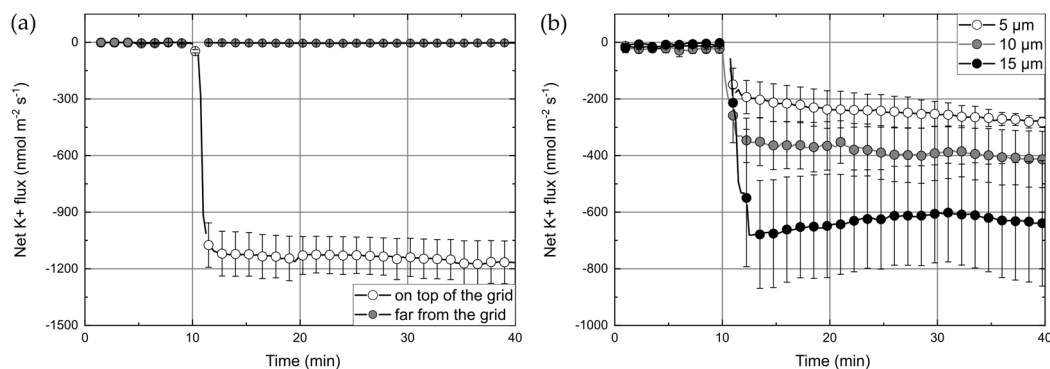 (a)
0
-300
-600
-900
-1200
-1500
Net K+ flux (nmol m⁻² s⁻¹)
on top of the grid
far from the grid
0 10 20 30 40
Time (min)
(b)
0
-200
-400
-600
-800
-1000
Net K+ flux (nmol m⁻² s⁻¹)
5 µm
10 µm
15 µm
0 10 20 30 40
Time (min)